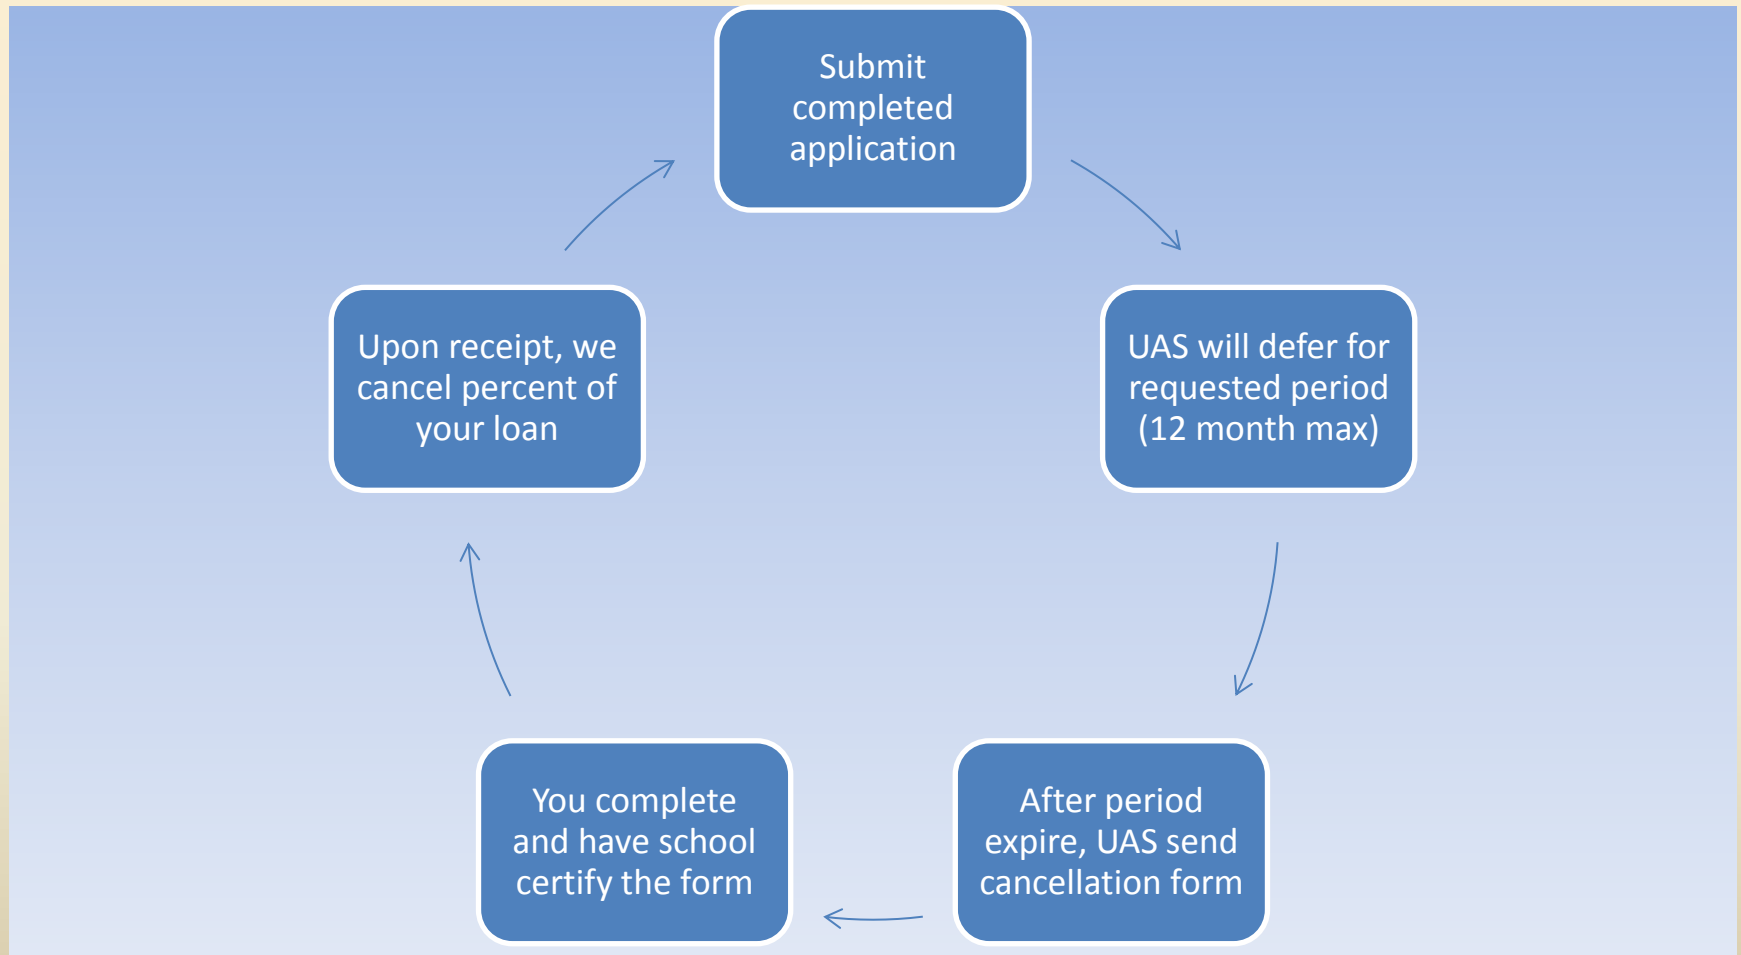 Submit
completed
application
UAS will defer for
requested period
(12 month max)
After period
expire, UAS send
cancellation form
You complete
and have school
certify the form
Upon receipt, we
cancel percent of
your loan